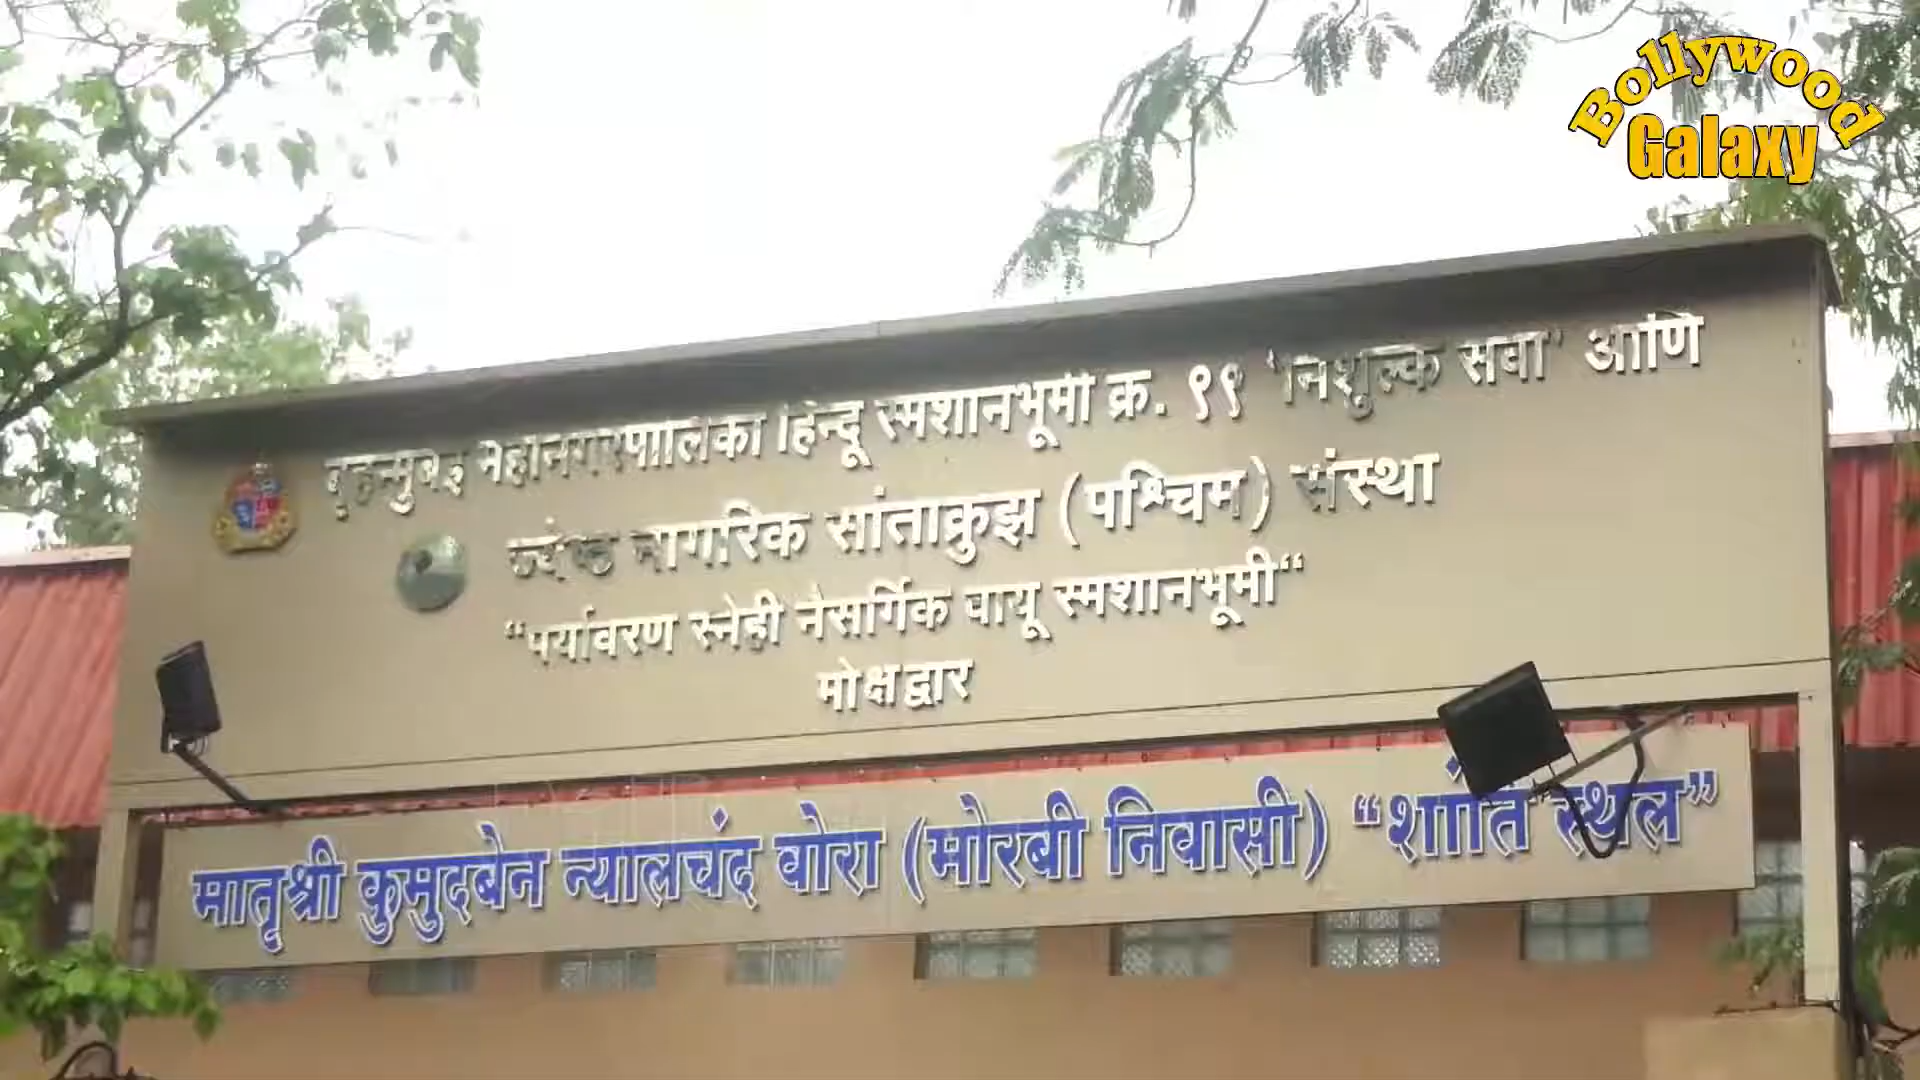 Bollywood
Galaxy
बृहन्मुंबई महानगरपालिका हिन्दू स्मशानभूमी क्र. ९९ 'निशुल्क सेवा' आणि
ज्येष्ठ नागरिक सांताक्रुझ (पश्चिम) संस्था
“पर्यावरण स्नेही नैसर्गिक वायू स्मशानभूमी“
मोक्षद्वार
मातृश्री कुमुदबेन न्यालचंद वोरा (मोरबी निवासी) “शांति स्थल”